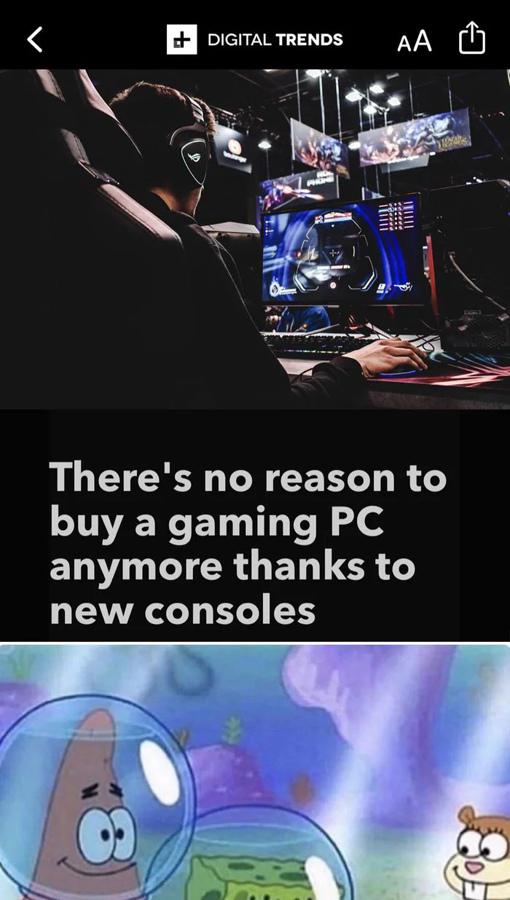 DIGITAL TRENDS
AA
There's no reason to
buy a gaming PC
anymore thanks to
new consoles